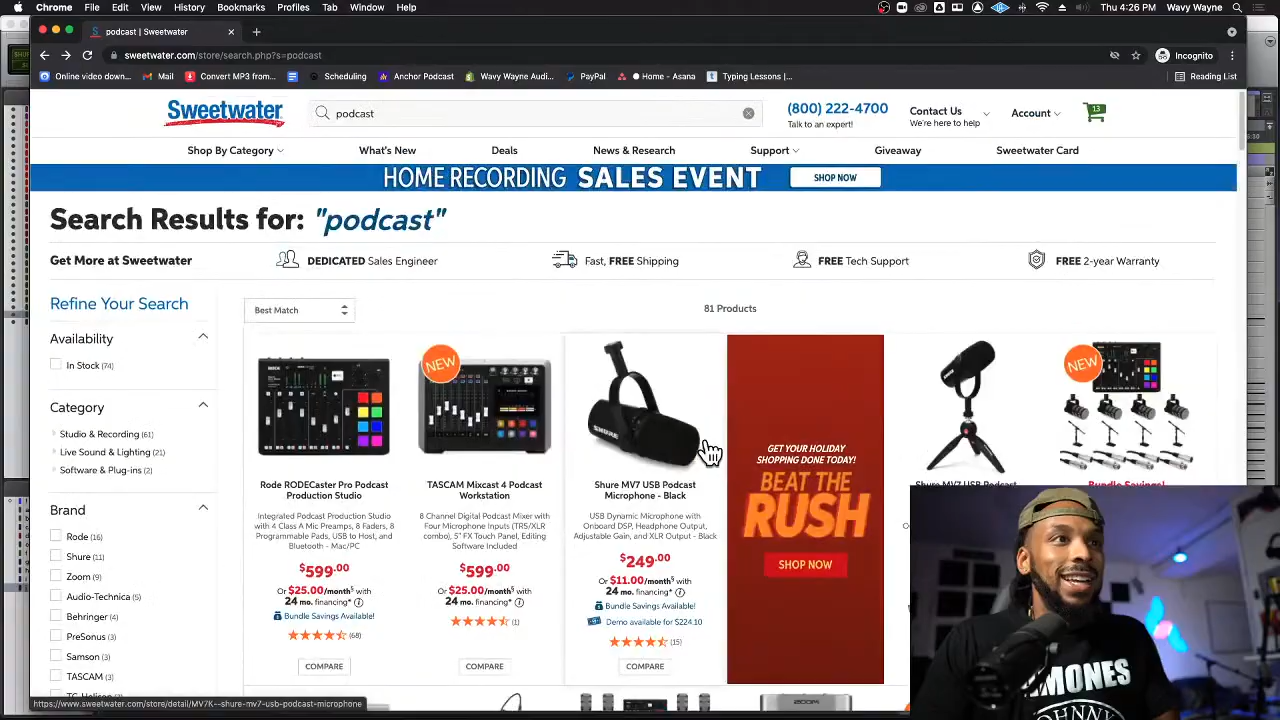 Chrome File Edit View History Bookmarks Profiles Tab Window Help
Thu 4:26 PM Wavy Wayne
podcast | Sweetwater
sweetwater.com/store/search.php?s=podcast
Incognito
Online video down... Mail Convert MP3 from... Scheduling Anchor Podcast Wavy Wayne Audi... PayPal Home - Asana Typing Lessons |... Reading List
Sweetwater
podcast
(800) 222-4700
Talk to an expert!
Contact Us
We're here to help
Account
13
Shop By Category What's New Deals News & Research Support Giveaway Sweetwater Card
HOME RECORDING SALES EVENT SHOP NOW
Search Results for: "podcast"
Get More at Sweetwater
DEDICATED Sales Engineer
Fast, FREE Shipping
FREE Tech Support
FREE 2-year Warranty
Refine Your Search
Availability
In Stock (74)
Category
Studio & Recording (61)
Live Sound & Lighting (21)
Software & Plug-ins (2)
Brand
Rode (16)
Shure (11)
Zoom (9)
Audio-Technica (5)
Behringer (4)
PreSonus (3)
Samson (3)
TASCAM (3)
Best Match
81 Products
Rode RODECaster Pro Podcast
Production Studio
Integrated Podcast Production Studio
with 4 Class A Mic Preamps, 8 Faders, 8
Programmable Pads, USB to Host, and
Bluetooth - Mac/PC
$599.00
Or $25.00/month§ with
24 mo. financing*
Bundle Savings Available!
(68)
COMPARE
NEW
TASCAM Mixcast 4 Podcast
Workstation
8 Channel Digital Podcast Mixer with
Four Microphone Inputs (TRS/XLR
combo), 5" FX Touch Panel, Editing
Software Included
$599.00
Or $25.00/month§ with
24 mo. financing*
(1)
COMPARE
SHURE
Shure MV7 USB Podcast
Microphone - Black
USB Dynamic Microphone with
Onboard DSP, Headphone Output,
Adjustable Gain, and XLR Output - Black
$249.00
Or $11.00/month§ with
24 mo. financing*
Bundle Savings Available!
Demo available for $224.10
(15)
COMPARE
GET YOUR HOLIDAY
SHOPPING DONE TODAY!
BEAT THE
RUSH
SHOP NOW
Shure MV7 USB Podcast
NEW
Bundle Savings!
MONES
JOHNNY
https://www.sweetwater.com/store/detail/MV7K--shure-mv7-usb-podcast-microphone